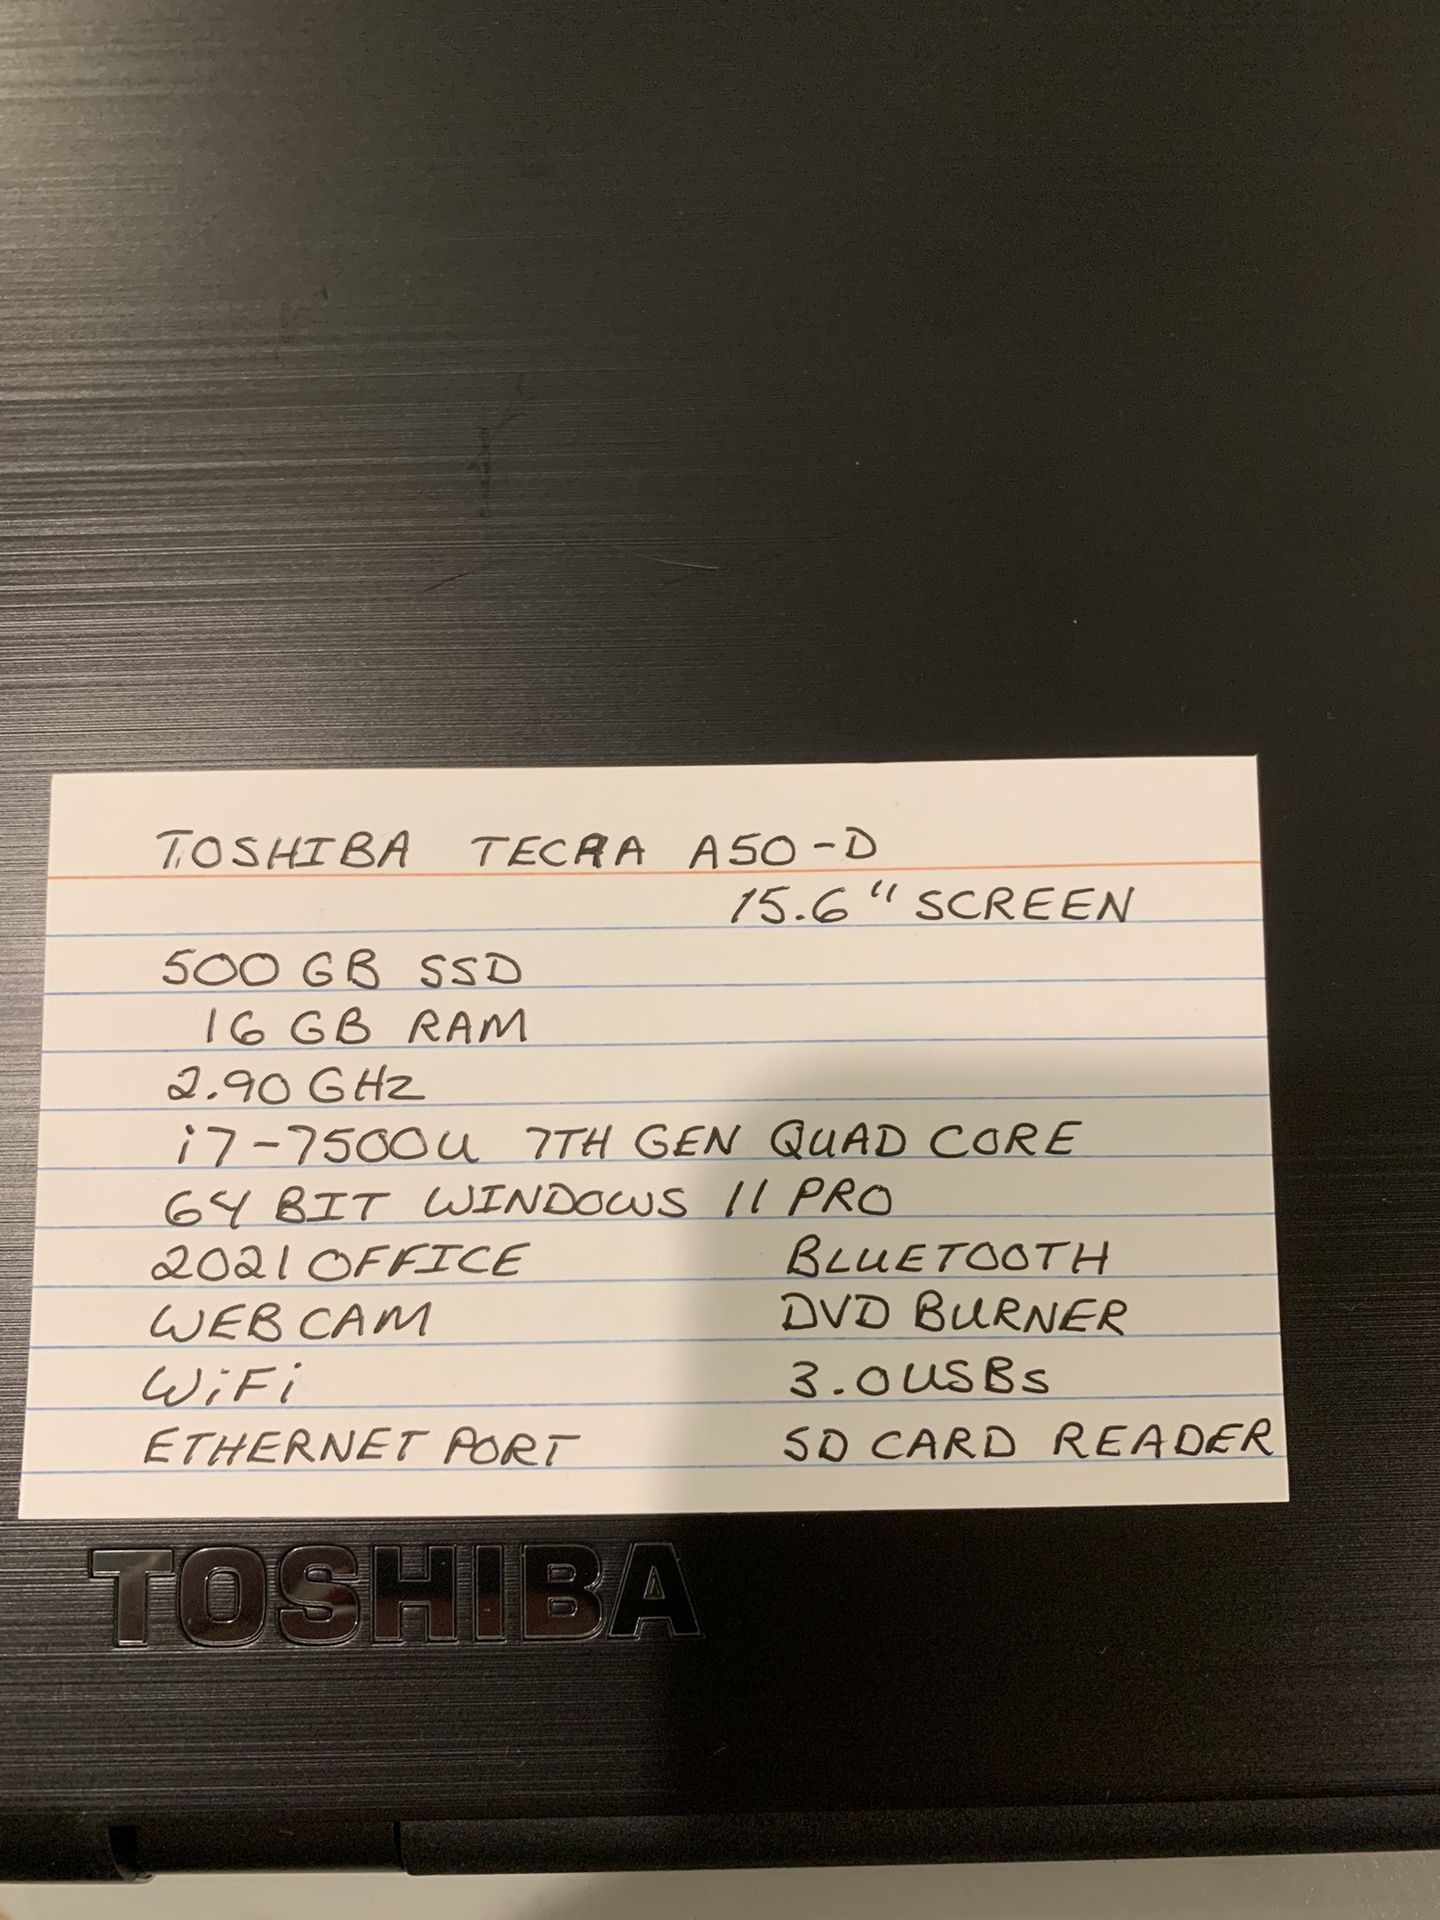 TOSHIBA TECRA A50-D
15.6" SCREEN
500 GB SSD
16 GB RAM
2.90 GHz
i7-7500U 7TH GEN QUAD CORE
64 BIT WINDOWS 11 PRO
2021 OFFICE BLUETOOTH
WEB CAM DVD BURNER
WiFi 3.0 USBs
ETHERNET PORT SD CARD READER
TOSHIBA